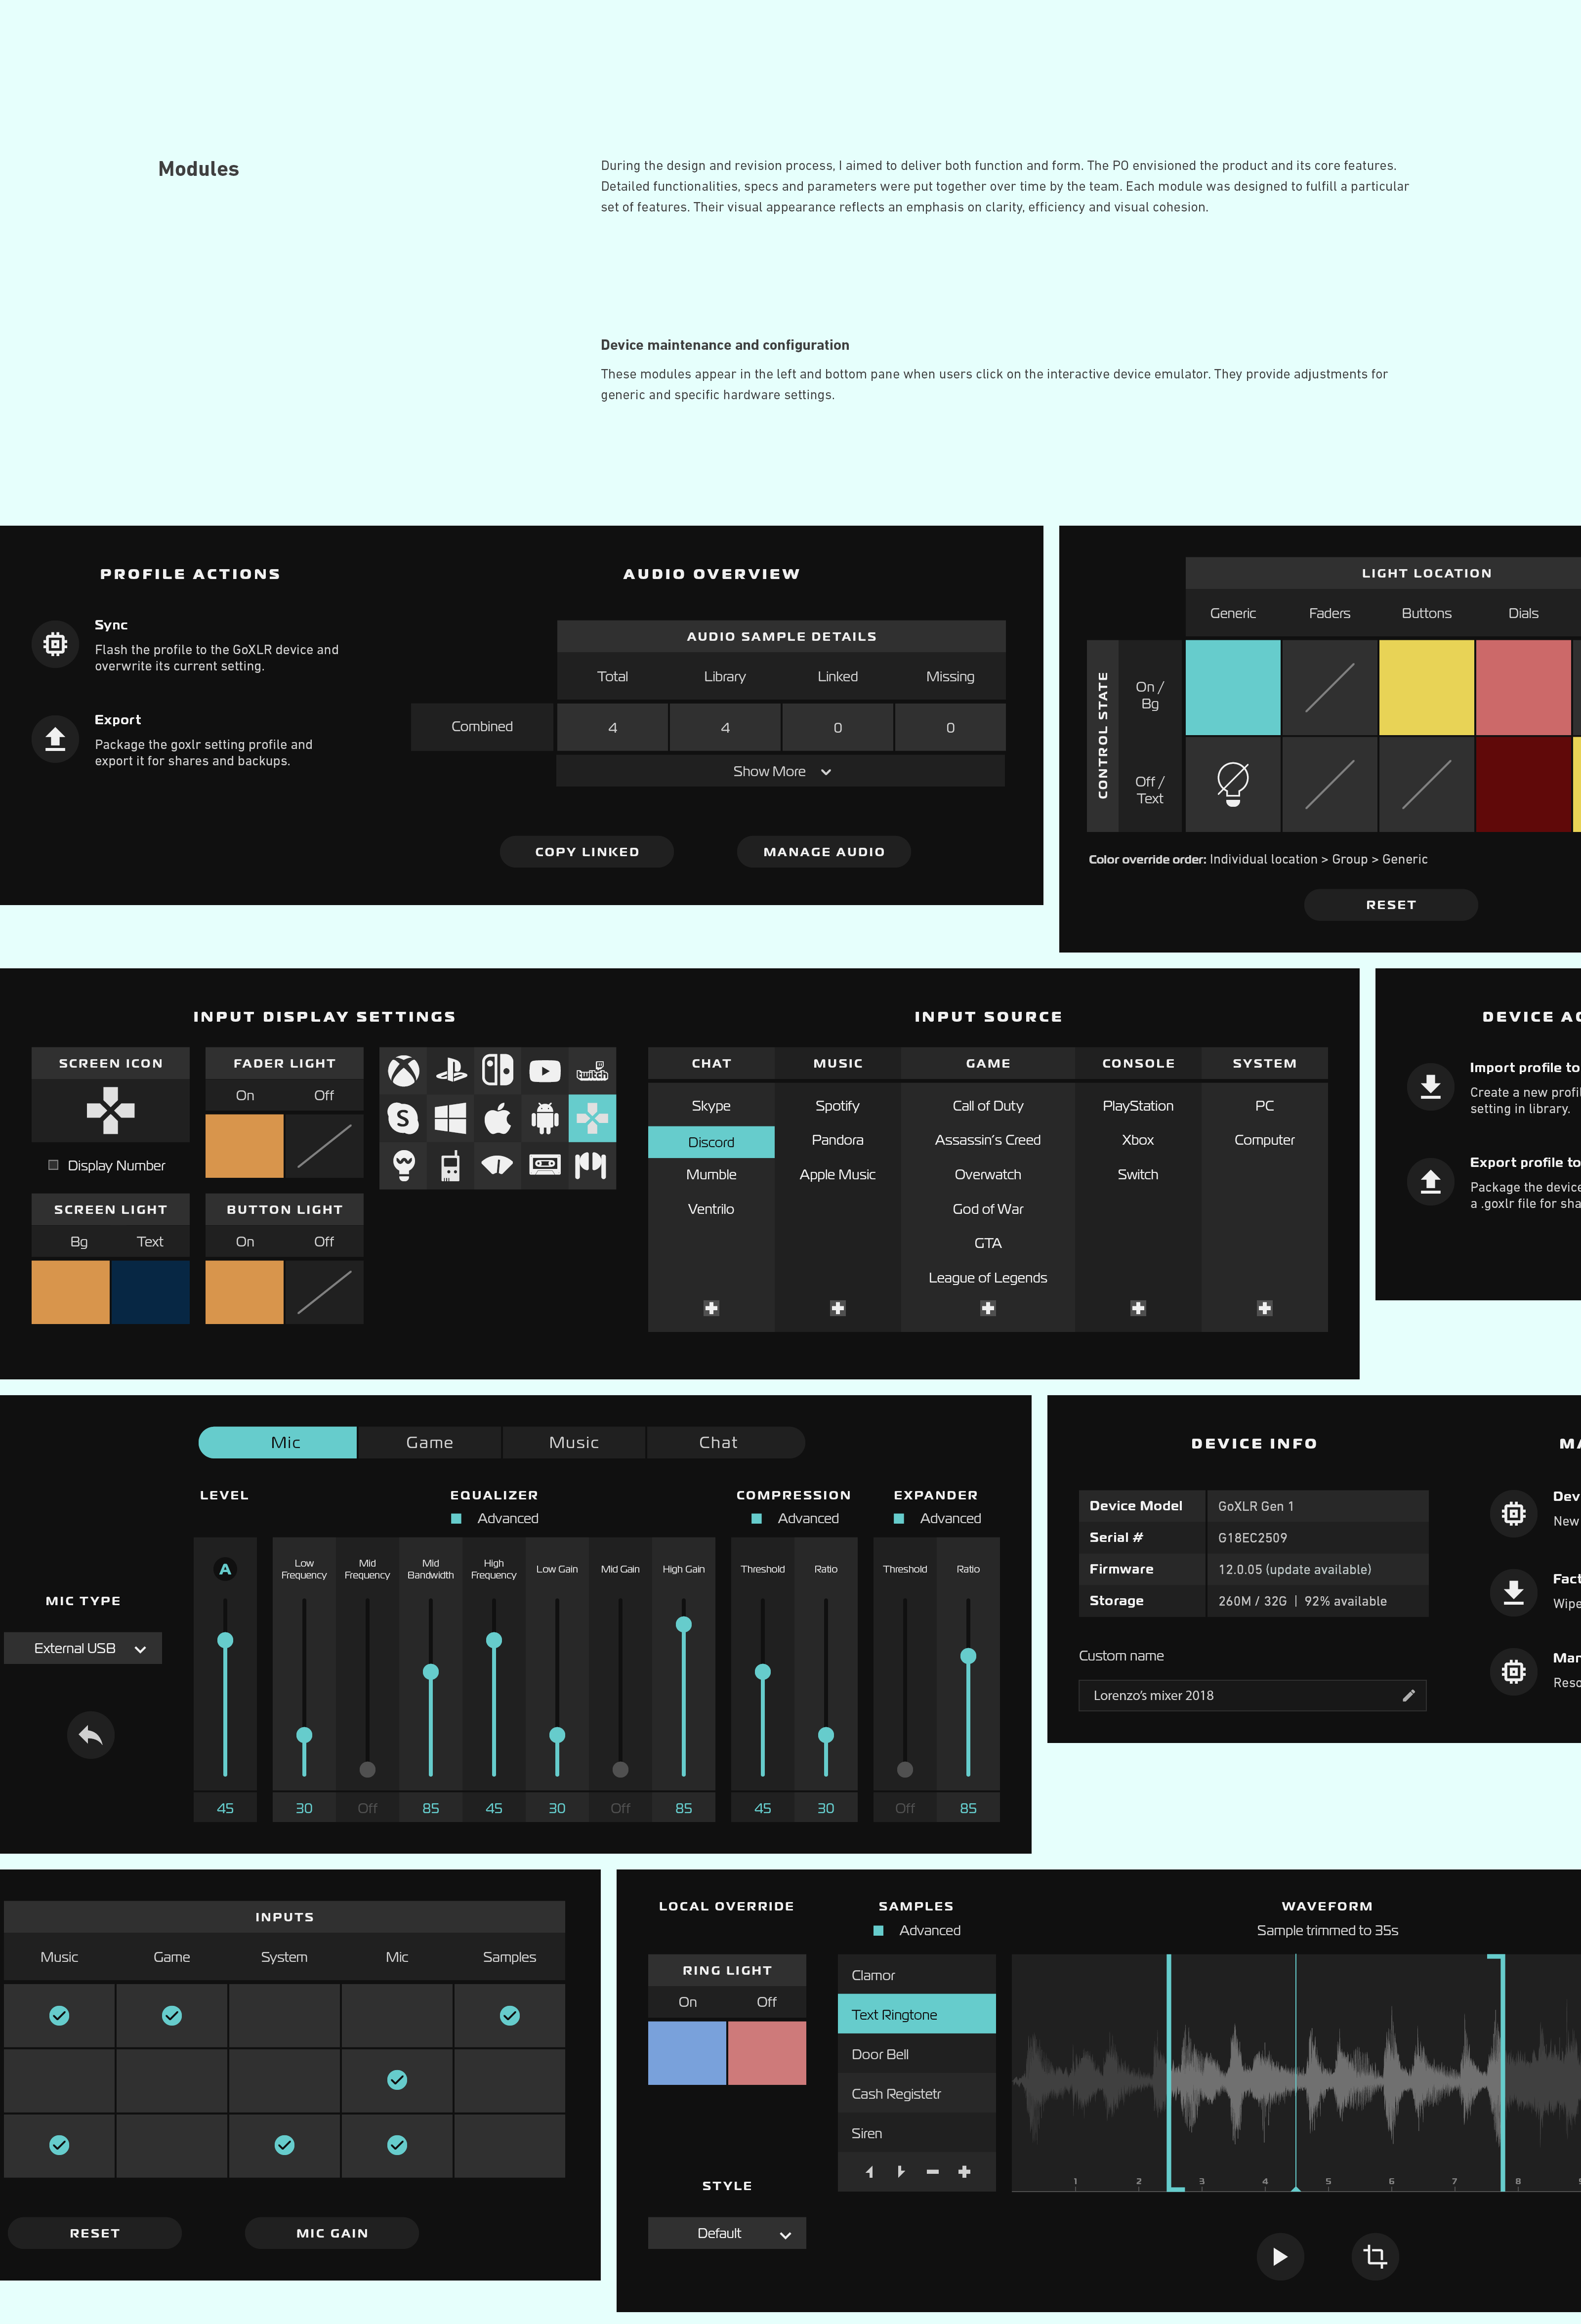 Modules
During the design and revision process, I aimed to deliver both function and form. The PO envisioned the product and its core features.
Detailed functionalities, specs and parameters were put together over time by the team. Each module was designed to fulfill a particular
set of features. Their visual appearance reflects an emphasis on clarity, efficiency and visual cohesion.
Device maintenance and configuration
These modules appear in the left and bottom pane when users click on the interactive device emulator. They provide adjustments for
generic and specific hardware settings.
PROFILE ACTIONS
Sync
Flash the profile to the GoXLR device and
overwrite its current setting.
Export
Package the goxlr setting profile and
export it for shares and backups.
AUDIO OVERVIEW
AUDIO SAMPLE DETAILS
Total Library Linked Missing
Combined 4 4 0 0
Show More
COPY LINKED MANAGE AUDIO
LIGHT LOCATION
Generic Faders Buttons Dials
CONTROL STATE
On /
Bg
Off /
Text
Color override order: Individual location > Group > Generic
RESET
INPUT DISPLAY SETTINGS
SCREEN ICON
Display Number
FADER LIGHT
On Off
SCREEN LIGHT
Bg Text
BUTTON LIGHT
On Off
twitch
INPUT SOURCE
CHAT MUSIC GAME CONSOLE SYSTEM
Skype Spotify Call of Duty PlayStation PC
Discord Pandora Assassin's Creed Xbox Computer
Mumble Apple Music Overwatch Switch
Ventrilo God of War
GTA
League of Legends
DEVICE AC
Import profile to
Create a new profil
setting in library.
Export profile to
Package the device
a .goxlr file for sha
Mic Game Music Chat
LEVEL EQUALIZER COMPRESSION EXPANDER
Advanced Advanced Advanced
MIC TYPE
External USB
A
Low
Frequency
Mid
Frequency
Mid
Bandwidth
High
Frequency
Low Gain Mid Gain High Gain Threshold Ratio Threshold Ratio
45 30 Off 85 45 30 Off 85 45 30 Off 85
DEVICE INFO
Device Model GoXLR Gen 1
Serial # G18EC2509
Firmware 12.0.05 (update available)
Storage 260M / 32G | 92% available
Custom name
Lorenzo's mixer 2018
MA
Dev
New
Fact
Wipe
Man
Reso
INPUTS
Music Game System Mic Samples
RESET MIC GAIN
LOCAL OVERRIDE
RING LIGHT
On Off
STYLE
Default
SAMPLES
Advanced
Clamor
Text Ringtone
Door Bell
Cash Registetr
Siren
WAVEFORM
Sample trimmed to 35s
1 2 3 4 5 6 7 8